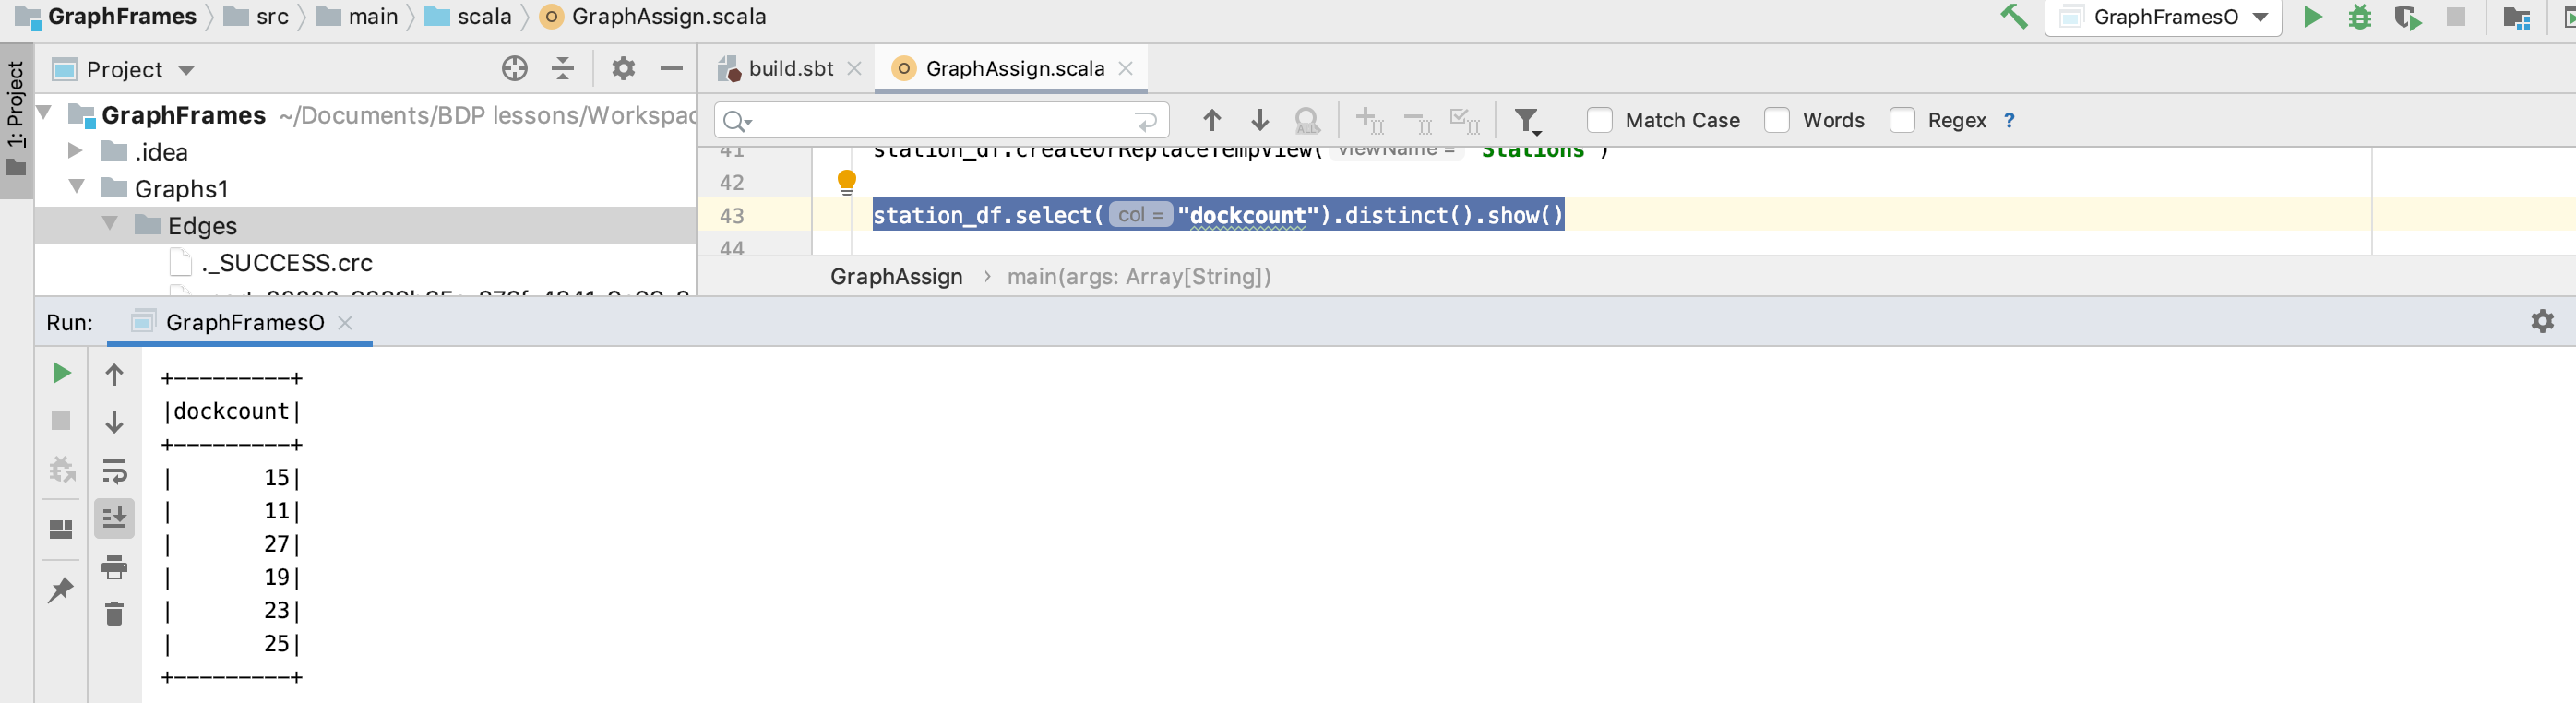 GraphFrames src main scala GraphAssign.scala GraphFramesO
1: Project
Project
build.sbt GraphAssign.scala
GraphFrames ~/Documents/BDP lessons/Workspac
Match Case Words Regex ?
.idea
41 station_df.createOrReplaceTempView( viewName = "Stations")
42
Graphs1
43 station_df.select( col = "dockcount").distinct().show()
Edges
44
._SUCCESS.crc
GraphAssign › main(args: Array[String])
Run: GraphFramesO
+---------+
|dockcount|
+---------+
| 15|
| 11|
| 27|
| 19|
| 23|
| 25|
+---------+